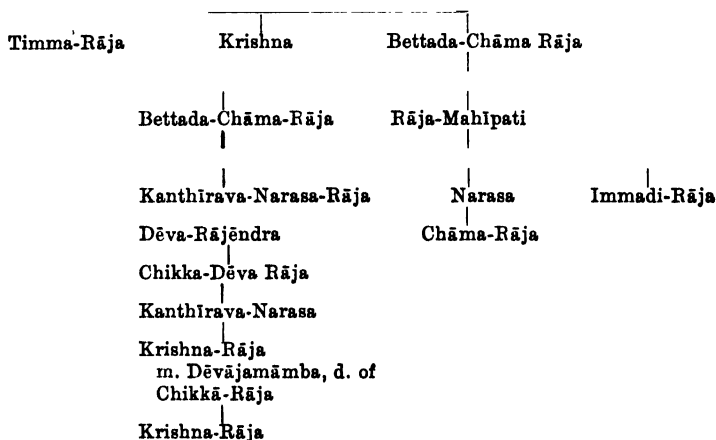 Timma-Rāja Krishna Bettada-Chāma Rāja
Bettada-Chāma-Rāja Rāja-Mahīpati
Kanthīrava-Narasa-Rāja Narasa Immadi-Rāja
Dēva-Rājēndra Chāma-Rāja
Chikka-Dēva Rāja
Kanthīrava-Narasa
Krishna-Rāja
m. Dēvājamāmba, d. of
Chikkā-Rāja
Krishna-Rāja